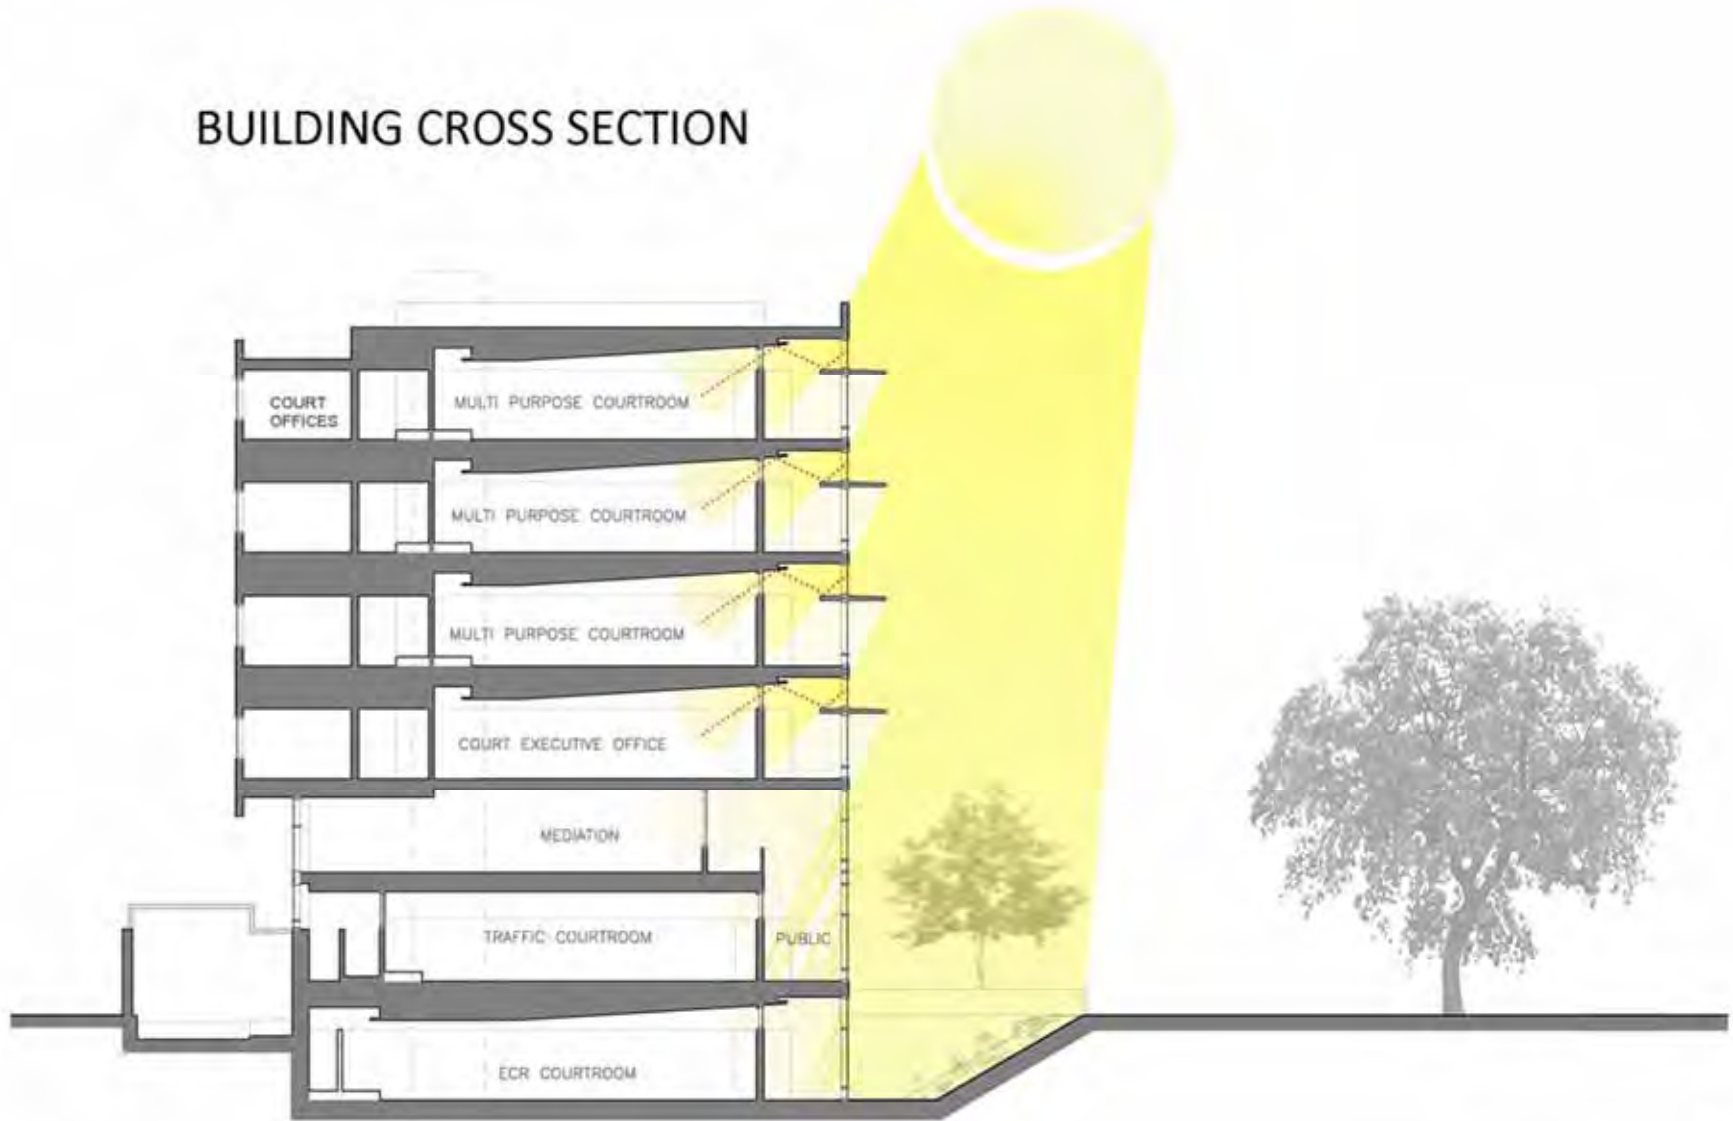 BUILDING CROSS SECTION
COURT
OFFICES
MULTI PURPOSE COURTROOM
MULTI PURPOSE COURTROOM
MULTI PURPOSE COURTROOM
COURT EXECUTIVE OFFICE
MEDIATION
TRAFFIC COURTROOM
PUBLIC
ECR COURTROOM